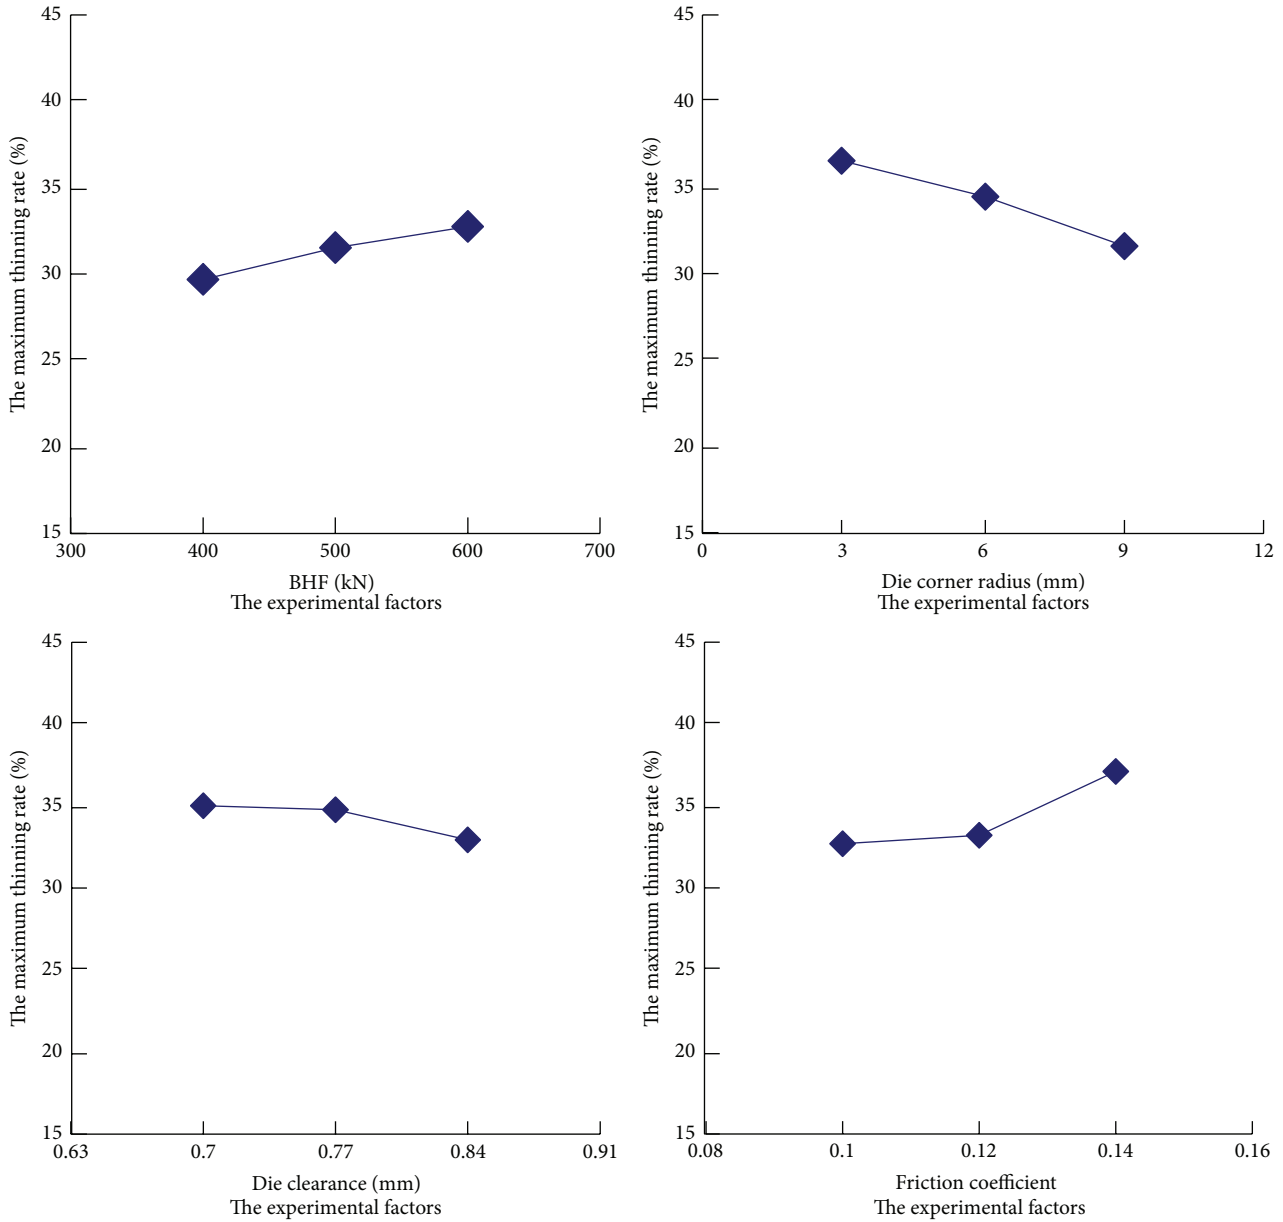 The maximum thinning rate (%)
45
40
35
30
25
20
15
300 400 500 600 700
BHF (kN)
The experimental factors
The maximum thinning rate (%)
45
40
35
30
25
20
15
0 3 6 9 12
Die corner radius (mm)
The experimental factors
The maximum thinning rate (%)
45
40
35
30
25
20
15
0.63 0.7 0.77 0.84 0.91
Die clearance (mm)
The experimental factors
The maximum thinning rate (%)
45
40
35
30
25
20
15
0.08 0.1 0.12 0.14 0.16
Friction coefficient
The experimental factors